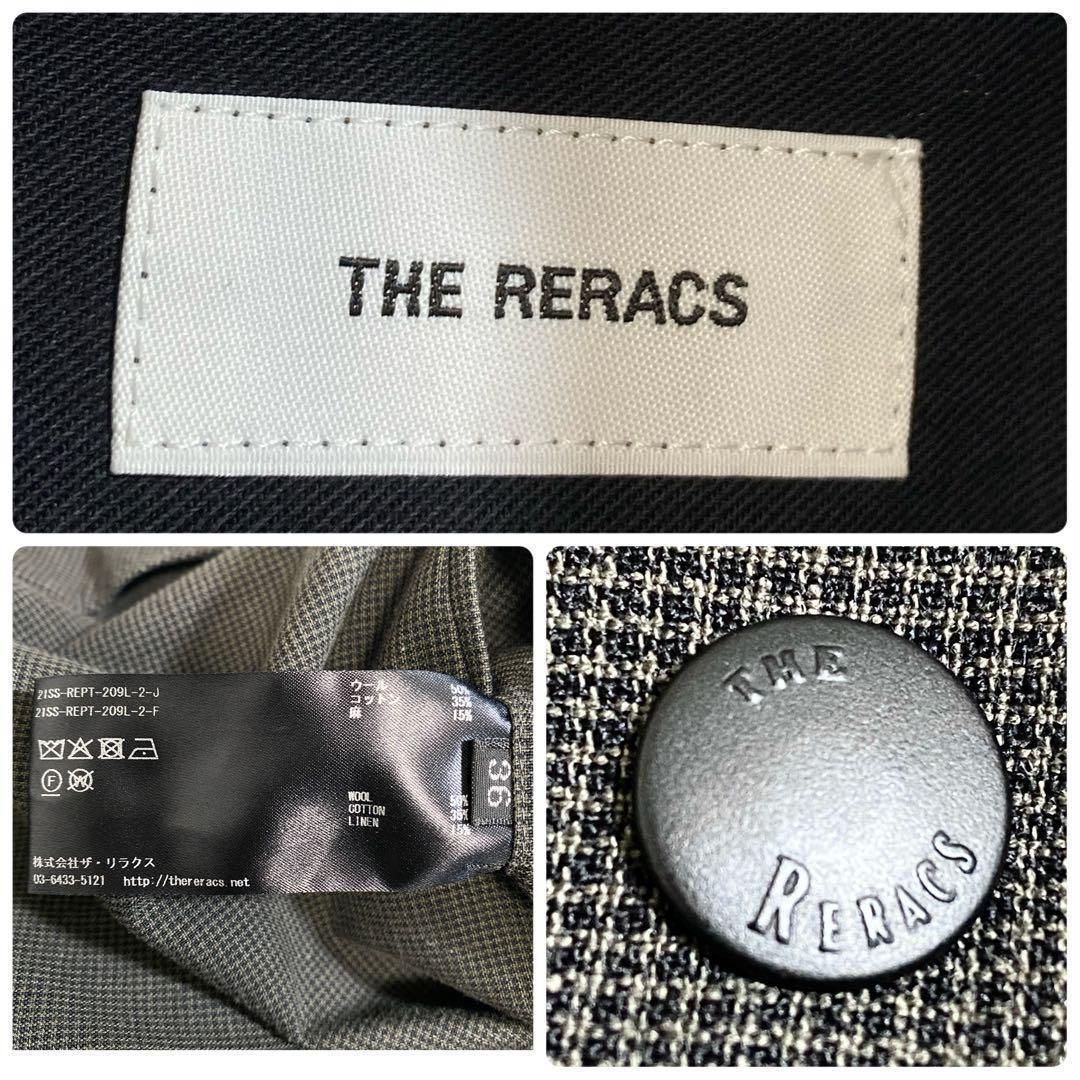 THE RERACS
21SS-REPT-209L-2-J
21SS-REPT-209L-2-F
ウール 50%
コットン 35%
麻 15%
F W
36
WOOL 50%
COTTON 35%
LINEN 15%
株式会社ザ・リラクス
03-6433-5121 http://thereracs.net
THE
RERACS